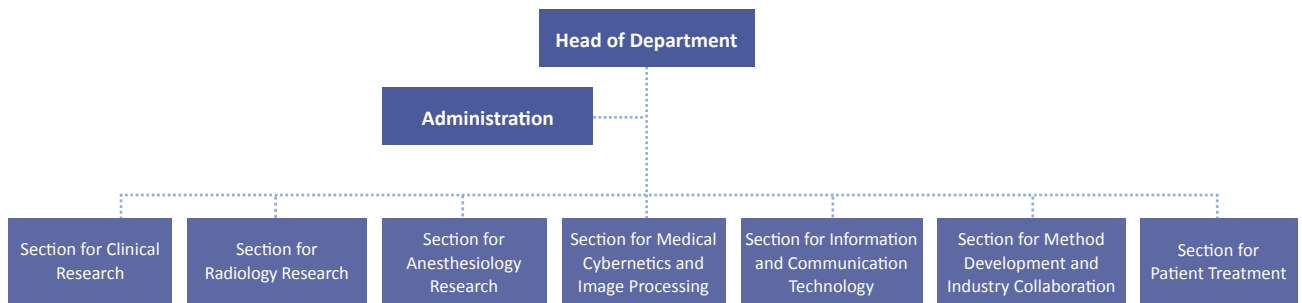 Head of Department
Administration
Section for Clinical
Research
Section for
Radiology Research
Section for
Anesthesiology
Research
Section for Medical
Cybernetics and
Image Processing
Section for Information
and Communication
Technology
Section for Method
Development and
Industry Collaboration
Section for
Patient Treatment